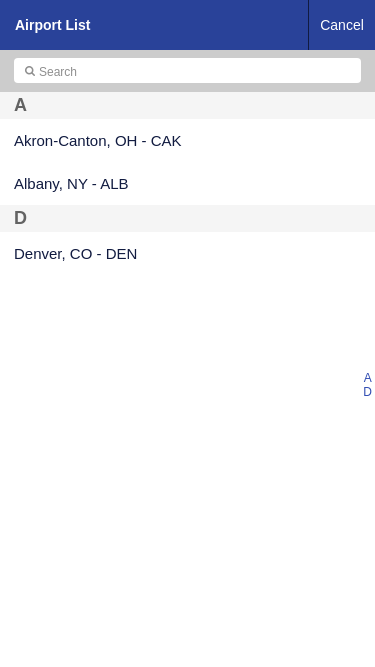 Airport List
Cancel
Search
A
Akron-Canton, OH - CAK
Albany, NY - ALB
D
Denver, CO - DEN
A
D